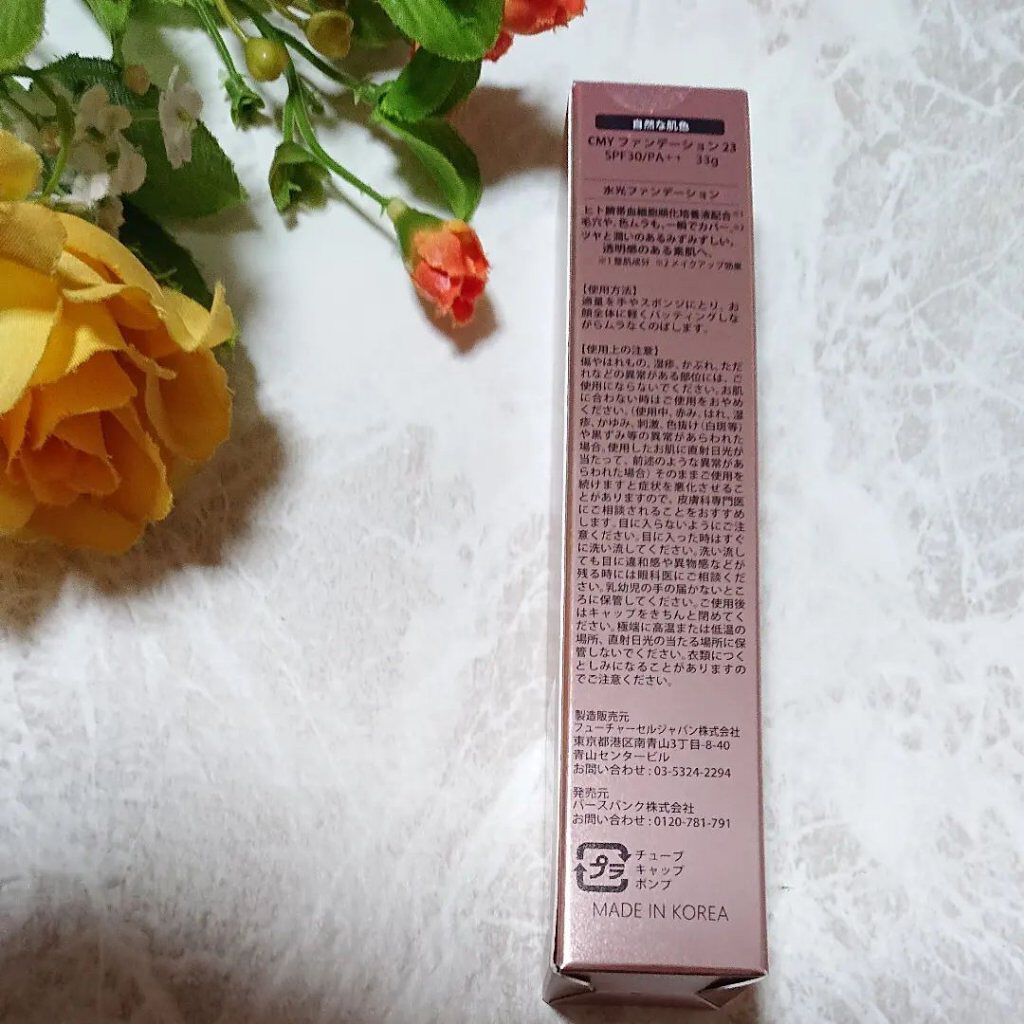 自然な肌色
CMY ファンデーション 23
SPF30/PA++ 33g
水光ファンデーション
ヒト臍帯血細胞順化培養液配合※1
毛穴や、色ムラも、一瞬でカバー。※2
ツヤと潤いのあるみずみずしい、
透明感のある素肌へ。
※1整肌成分 ※2メイクアップ効果
【使用方法】
適量を手やスポンジにとり、お
顔全体に軽くパッティングしな
がらムラなくのばします。
【使用上の注意】
傷やはれもの、湿疹、かぶれ、ただ
れなどの異常がある部位には、ご
使用にならないでください。お肌
に合わない時はご使用をおやめ
ください。(使用中、赤み、はれ、湿
疹、かゆみ、刺激、色抜け(白斑等)
や黒ずみ等の異常があらわれた
場合。使用したお肌に直射日光が
当たって、前述のような異常があ
らわれた場合)そのままご使用を
続けますと症状を悪化させるこ
とがありますので、皮膚科専門医
にご相談されることをおすすめ
します。目に入らないようにご注
意ください。目に入った時はすぐ
に洗い流してください。洗い流し
ても目に違和感や異物感などが
残る時には眼科医にご相談くだ
さい。乳幼児の手の届かないとこ
ろに保管してください。ご使用後
はキャップをきちんと閉めてく
ださい。極端に高温または低温の
場所、直射日光の当たる場所に保
管しないでください。衣類につく
としみになることがありますの
でご注意ください。
製造販売元
フューチャーセルジャパン株式会社
東京都港区南青山3丁目-8-40
青山センタービル
お問い合わせ：03-5324-2294
発売元
バースバンク株式会社
お問い合わせ：0120-781-791
プラ
チューブ
キャップ
ポンプ
MADE IN KOREA